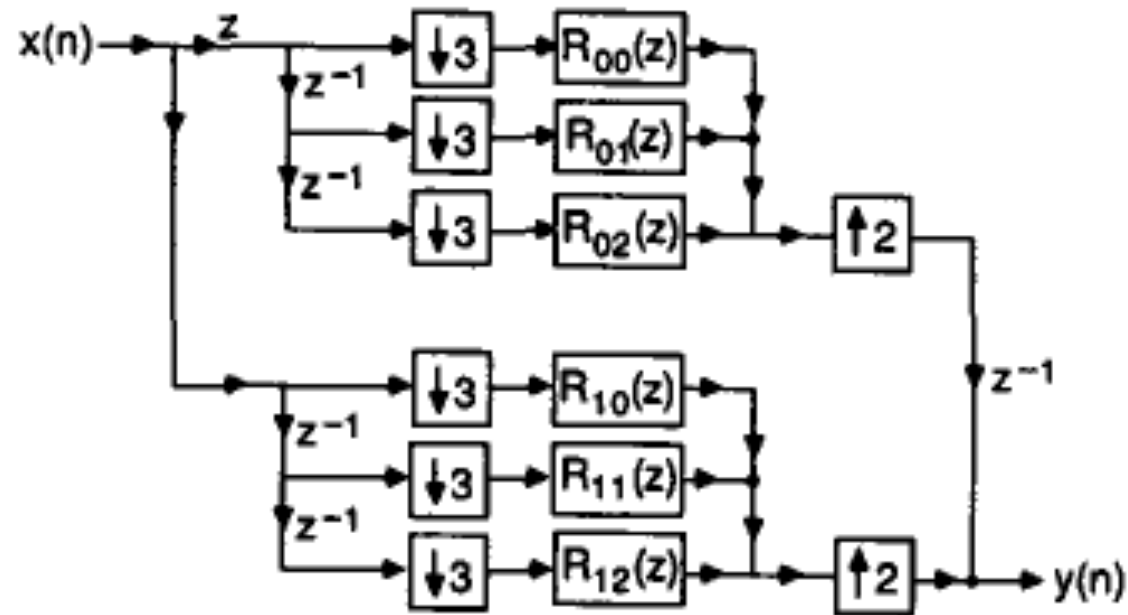 x(n) z ↓3 R₀₀(z)
z⁻¹
↓3 R₀₁(z)
z⁻¹
↓3 R₀₂(z) ↑2
↓3 R₁₀(z) z⁻¹
z⁻¹
↓3 R₁₁(z)
z⁻¹
↓3 R₁₂(z) ↑2 y(n)